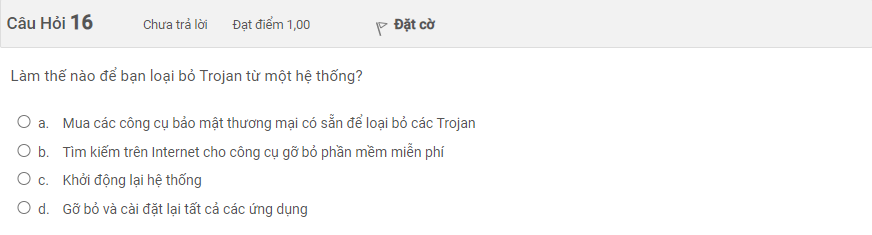 Câu Hỏi 16 Chưa trả lời Đạt điểm 1,00 Đặt cờ
Làm thế nào để bạn loại bỏ Trojan từ một hệ thống?
a. Mua các công cụ bảo mật thương mại có sẵn để loại bỏ các Trojan
b. Tìm kiếm trên Internet cho công cụ gỡ bỏ phần mềm miễn phí
c. Khởi động lại hệ thống
d. Gỡ bỏ và cài đặt lại tất cả các ứng dụng